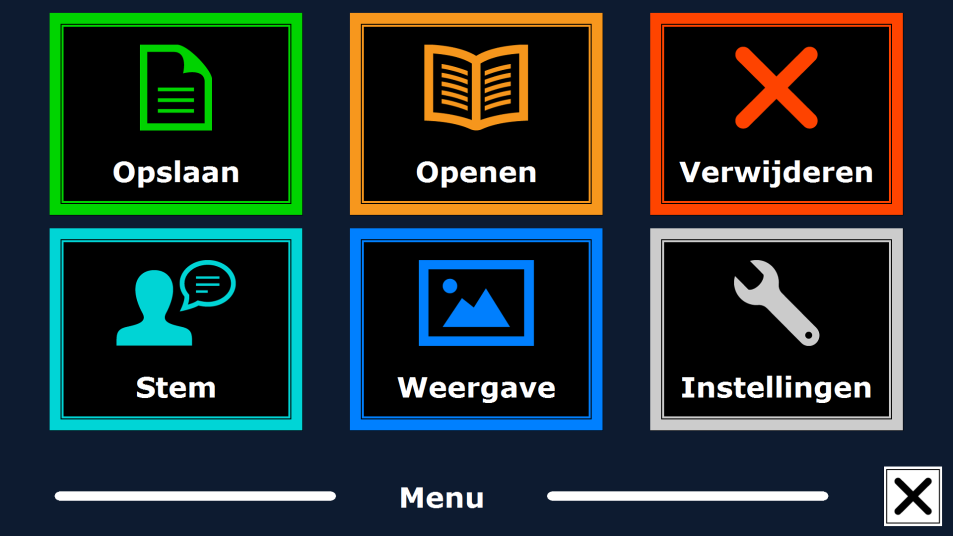 Opslaan
Openen
Verwijderen
Stem
Weergave
Instellingen
Menu